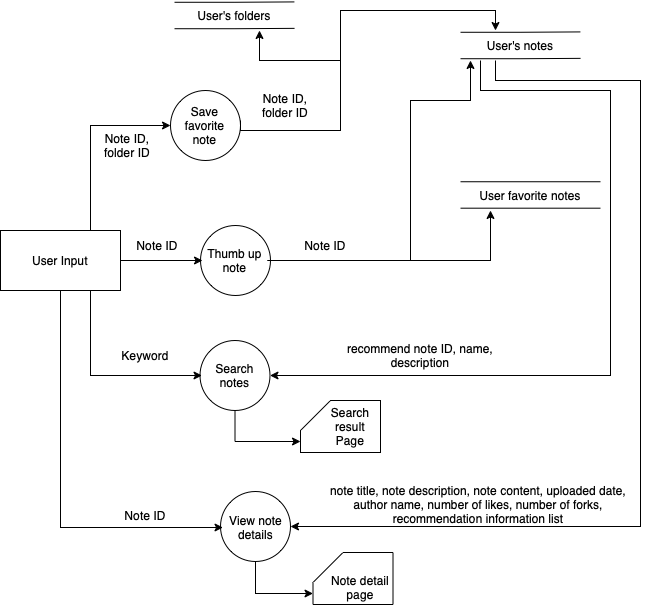 User's folders
User's notes
Save
favorite
note
Note ID,
folder ID
Note ID,
folder ID
User favorite notes
User Input
Note ID
Thumb up
note
Note ID
Keyword
Search
notes
recommend note ID, name,
description
Search
result
Page
note title, note description, note content, uploaded date,
author name, number of likes, number of forks,
recommendation information list
Note ID
View note
details
Note detail
page